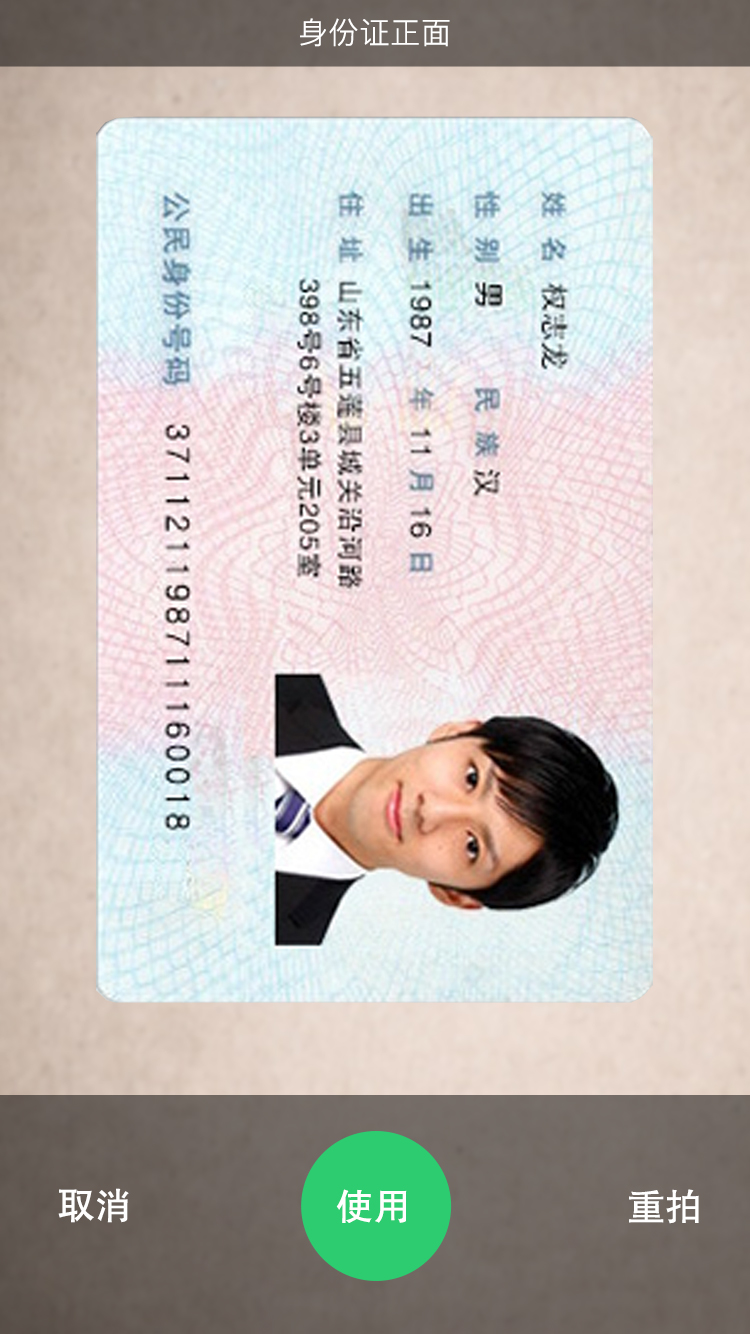 身份证正面
姓 名 权志龙
性 别 男 民 族 汉
出 生 1987 年 11 月 16 日
住 址 山东省五莲县城关沿河路
398号6号楼3单元205室
公民身份号码 371121198711160018
取消 使用 重拍